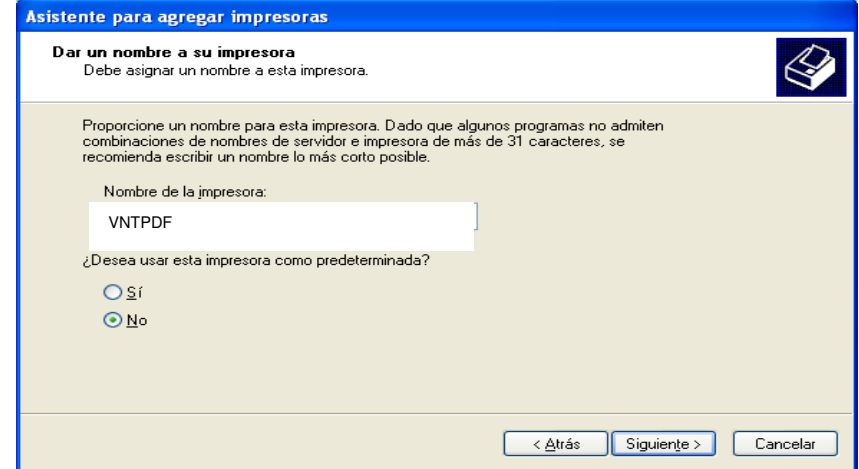 Asistente para agregar impresoras
Dar un nombre a su impresora
Debe asignar un nombre a esta impresora.
Proporcione un nombre para esta impresora. Dado que algunos programas no admiten
combinaciones de nombres de servidor e impresora de más de 31 caracteres, se
recomienda escribir un nombre lo más corto posible.
Nombre de la impresora:
VNTPDF
¿Desea usar esta impresora como predeterminada?
Sí
No
< Atrás Siguiente > Cancelar